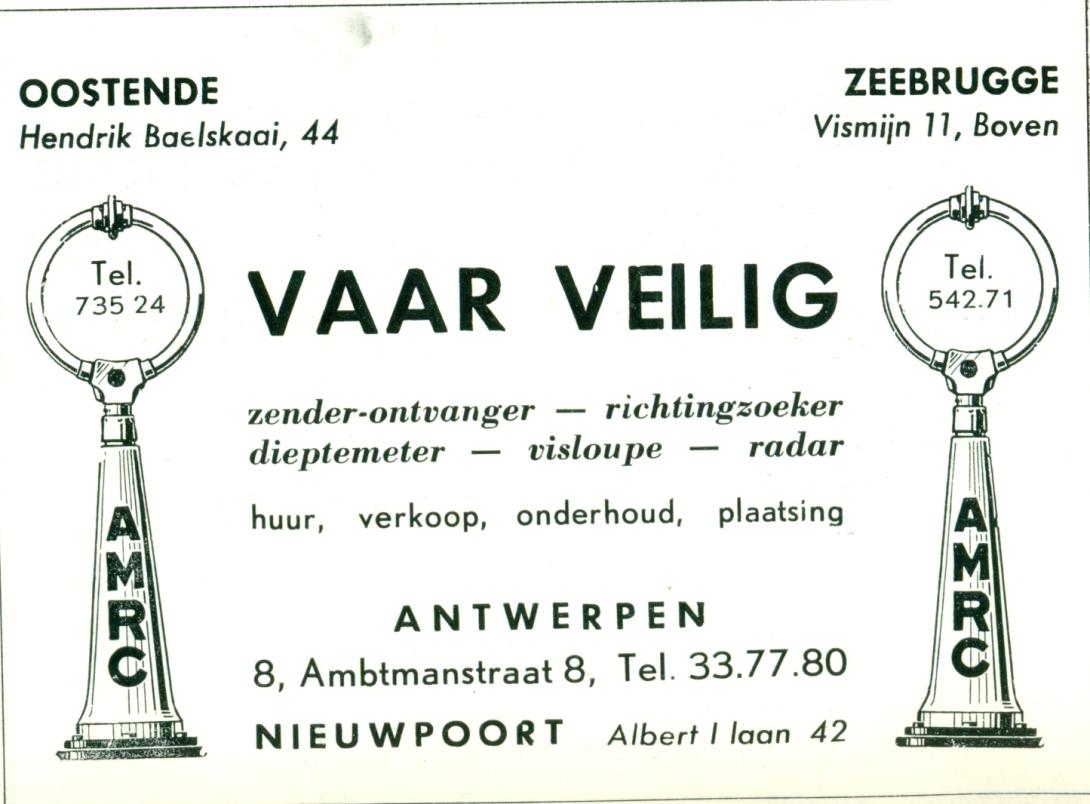 OOSTENDE
Hendrik Baelskaai, 44
ZEEBRUGGE
Vismijn 11, Boven
Tel.
735 24
Tel.
542.71
VAAR VEILIG
zender-ontvanger — richtingzoeker
dieptemeter — visloupe — radar
huur, verkoop, onderhoud, plaatsing
AMRC
AMRC
ANTWERPEN
8, Ambtmanstraat 8, Tel. 33.77.80
NIEUWPOORT Albert I laan 42